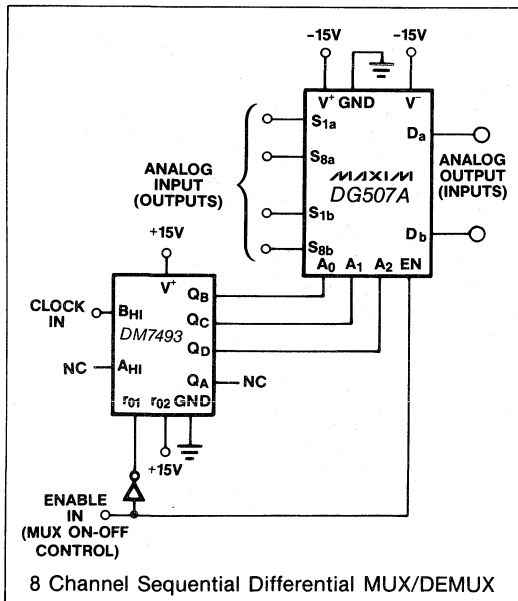 -15V
-15V
V+ GND V-
S1a
S8a
S1b
S8b
Da
Db
MAXIM
DG507A
A0 A1 A2 EN
ANALOG
INPUT
(OUTPUTS)
ANALOG
OUTPUT
(INPUTS)
+15V
V+
CLOCK
IN
BHI
DM7493
NC
AHI
QB
QC
QD
QA
NC
r01 r02 GND
+15V
ENABLE
IN
(MUX ON-OFF
CONTROL)
8 Channel Sequential Differential MUX/DEMUX